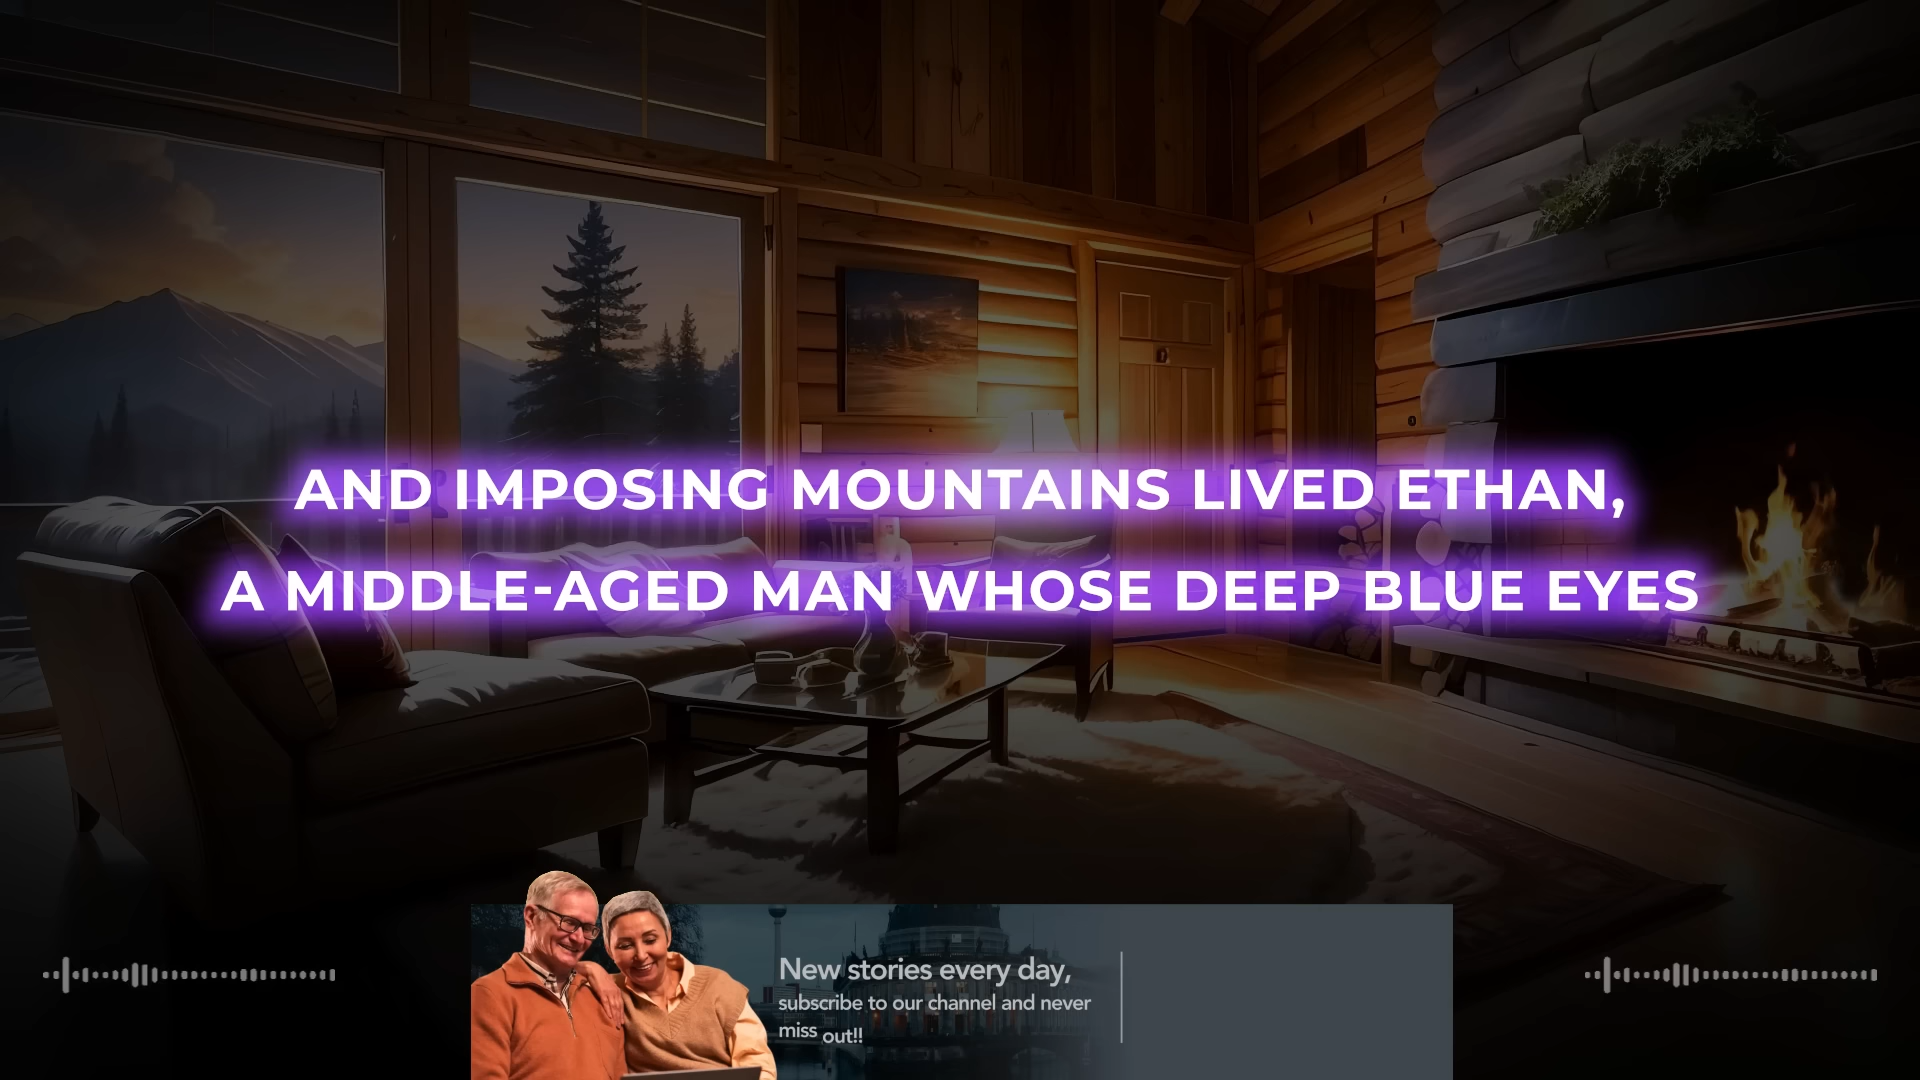 AND IMPOSING MOUNTAINS LIVED ETHAN,
A MIDDLE-AGED MAN WHOSE DEEP BLUE EYES
New stories every day,
subscribe to our channel and never
miss out!!